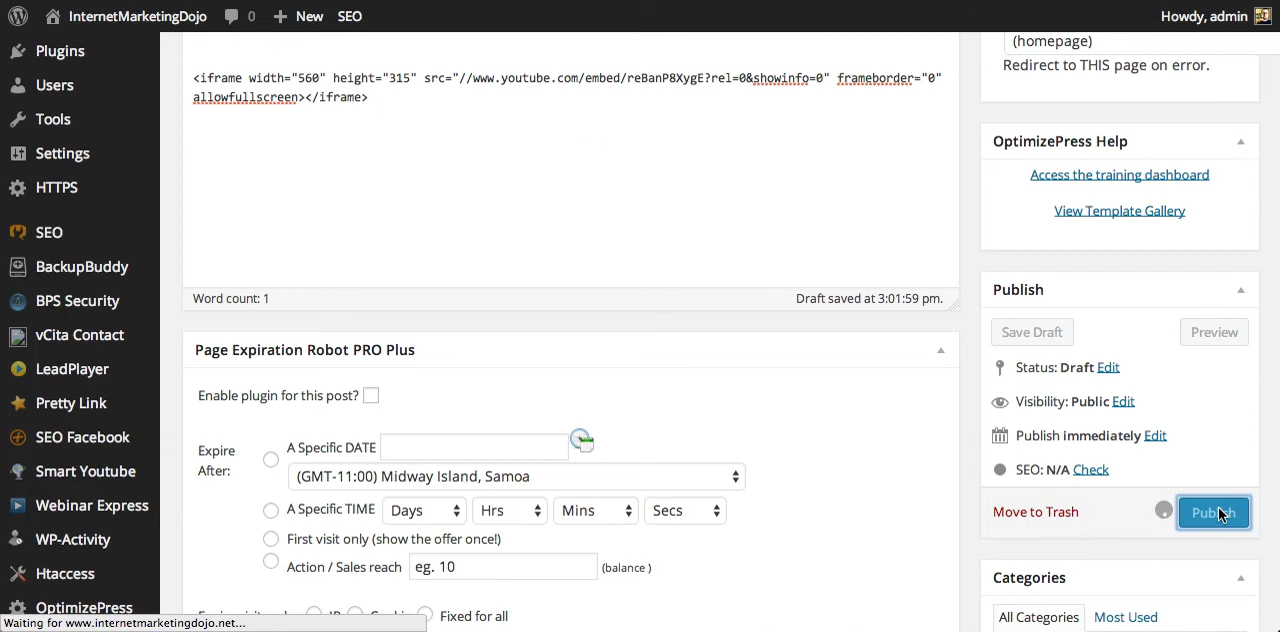 InternetMarketingDojo 0 New SEO Howdy, admin
Plugins
Users
Tools
Settings
HTTPS
SEO
BackupBuddy
BPS Security
vCita Contact
LeadPlayer
Pretty Link
SEO Facebook
Smart Youtube
Webinar Express
WP-Activity
Htaccess
OptimizePress
Waiting for www.internetmarketingdojo.net...
<iframe width="560" height="315" src="//www.youtube.com/embed/reBanP8XygE?rel=0&showinfo=0" frameborder="0"
allowfullscreen></iframe>
Word count: 1 Draft saved at 3:01:59 pm.
Page Expiration Robot PRO Plus
Enable plugin for this post?
Expire
After:
A Specific DATE
(GMT-11:00) Midway Island, Samoa
A Specific TIME Days Hrs Mins Secs
First visit only (show the offer once!)
Action / Sales reach eg. 10 (balance )
Fixed for all
(homepage)
Redirect to THIS page on error.
OptimizePress Help
Access the training dashboard
View Template Gallery
Publish
Save Draft Preview
Status: Draft Edit
Visibility: Public Edit
Publish immediately Edit
SEO: N/A Check
Move to Trash Publish
Categories
All Categories Most Used